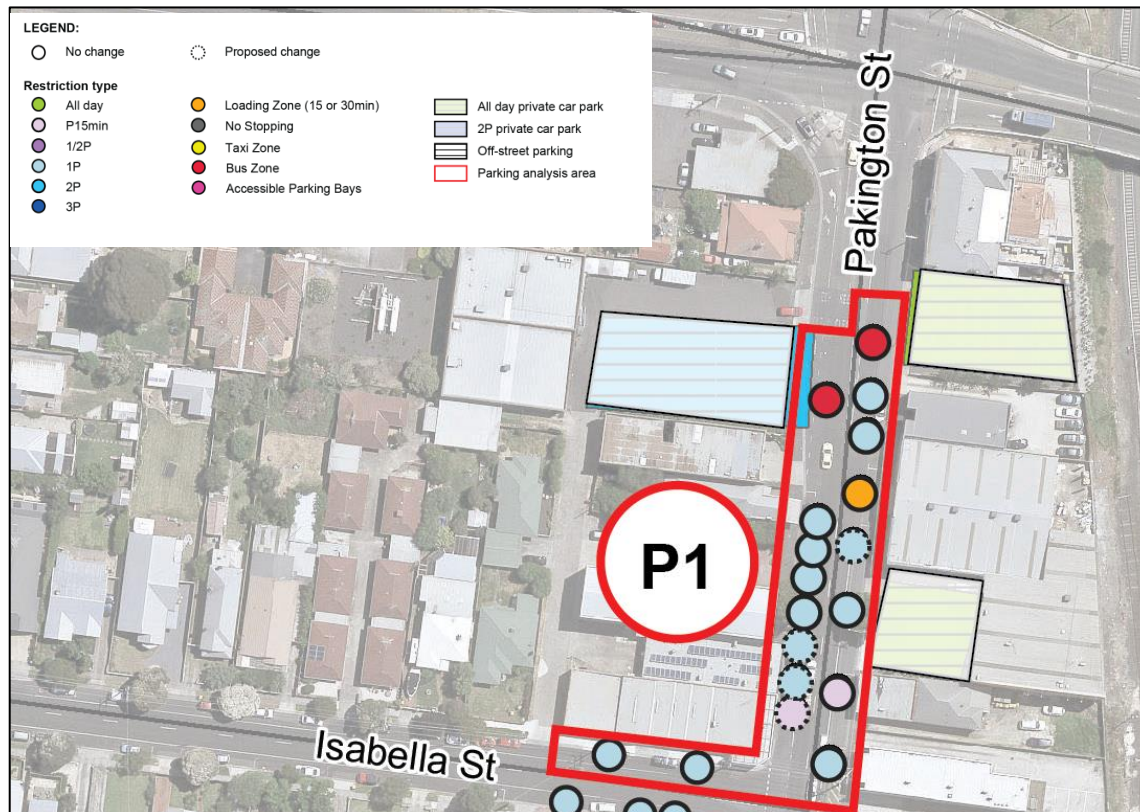 LEGEND:
No change
Proposed change
Restriction type
All day
P15min
1/2P
1P
2P
3P
Loading Zone (15 or 30min)
No Stopping
Taxi Zone
Bus Zone
Accessible Parking Bays
All day private car park
2P private car park
Off-street parking
Parking analysis area
Pakington St
P1
Isabella St